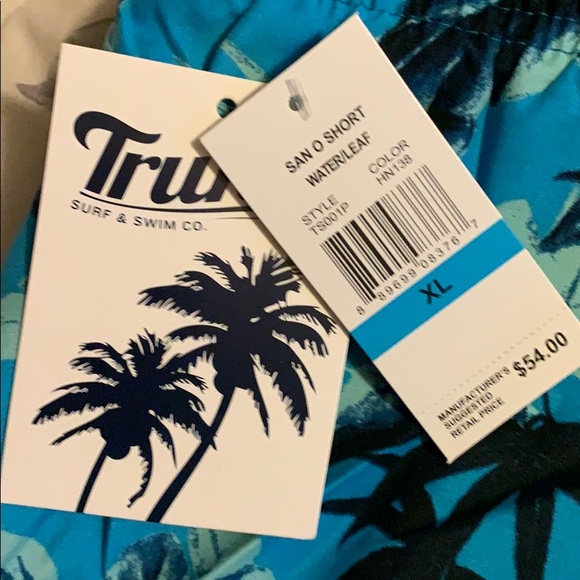 Trun
SURF & SWIM CO.
SAN O SHORT
WATER/LEAF
STYLE
TS001P
COLOR
HN138
8 89699 08376 7
XL
MANUFACTURER'S
SUGGESTED
RETAIL PRICE
$54.00